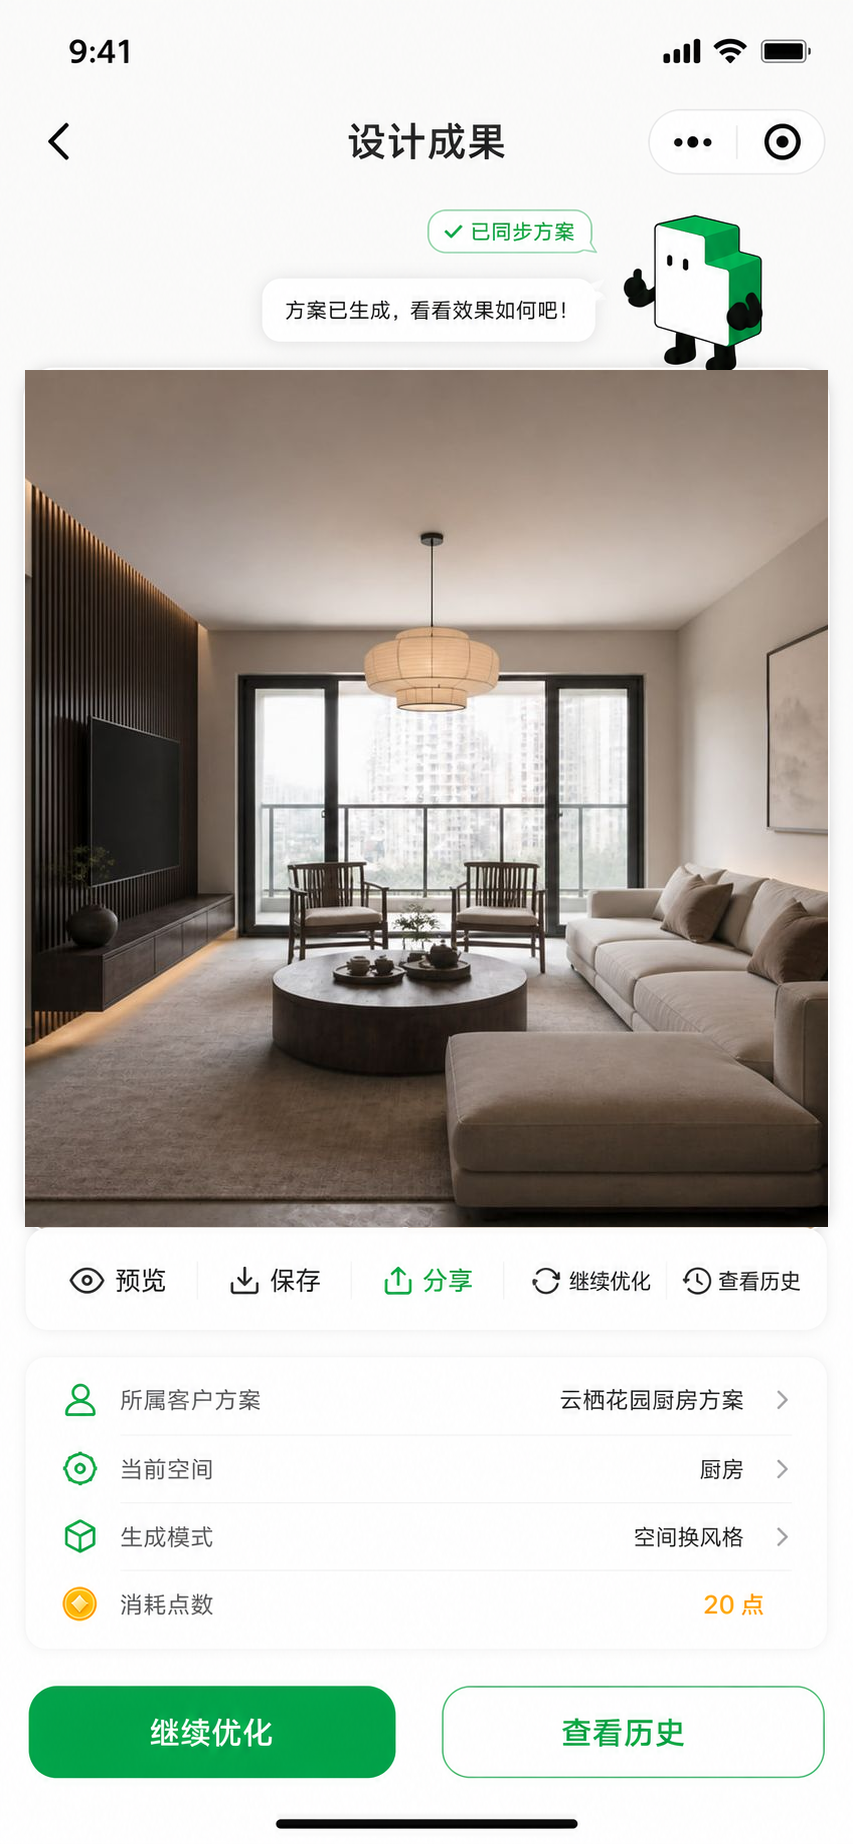 9:41
设计成果
已同步方案
方案已生成，看看效果如何吧！
预览 保存 分享 继续优化 查看历史
所属客户方案 云栖花园厨房方案
当前空间 厨房
生成模式 空间换风格
消耗点数 20 点
继续优化 查看历史